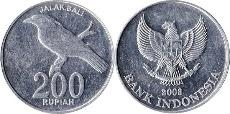 JALAK BALI
200
RUPIAH
2003
BANK INDONESIA